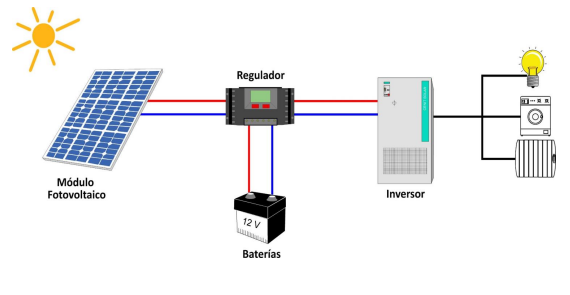 Regulador
Módulo
Fotovoltaico
Inversor
12 V
Baterías